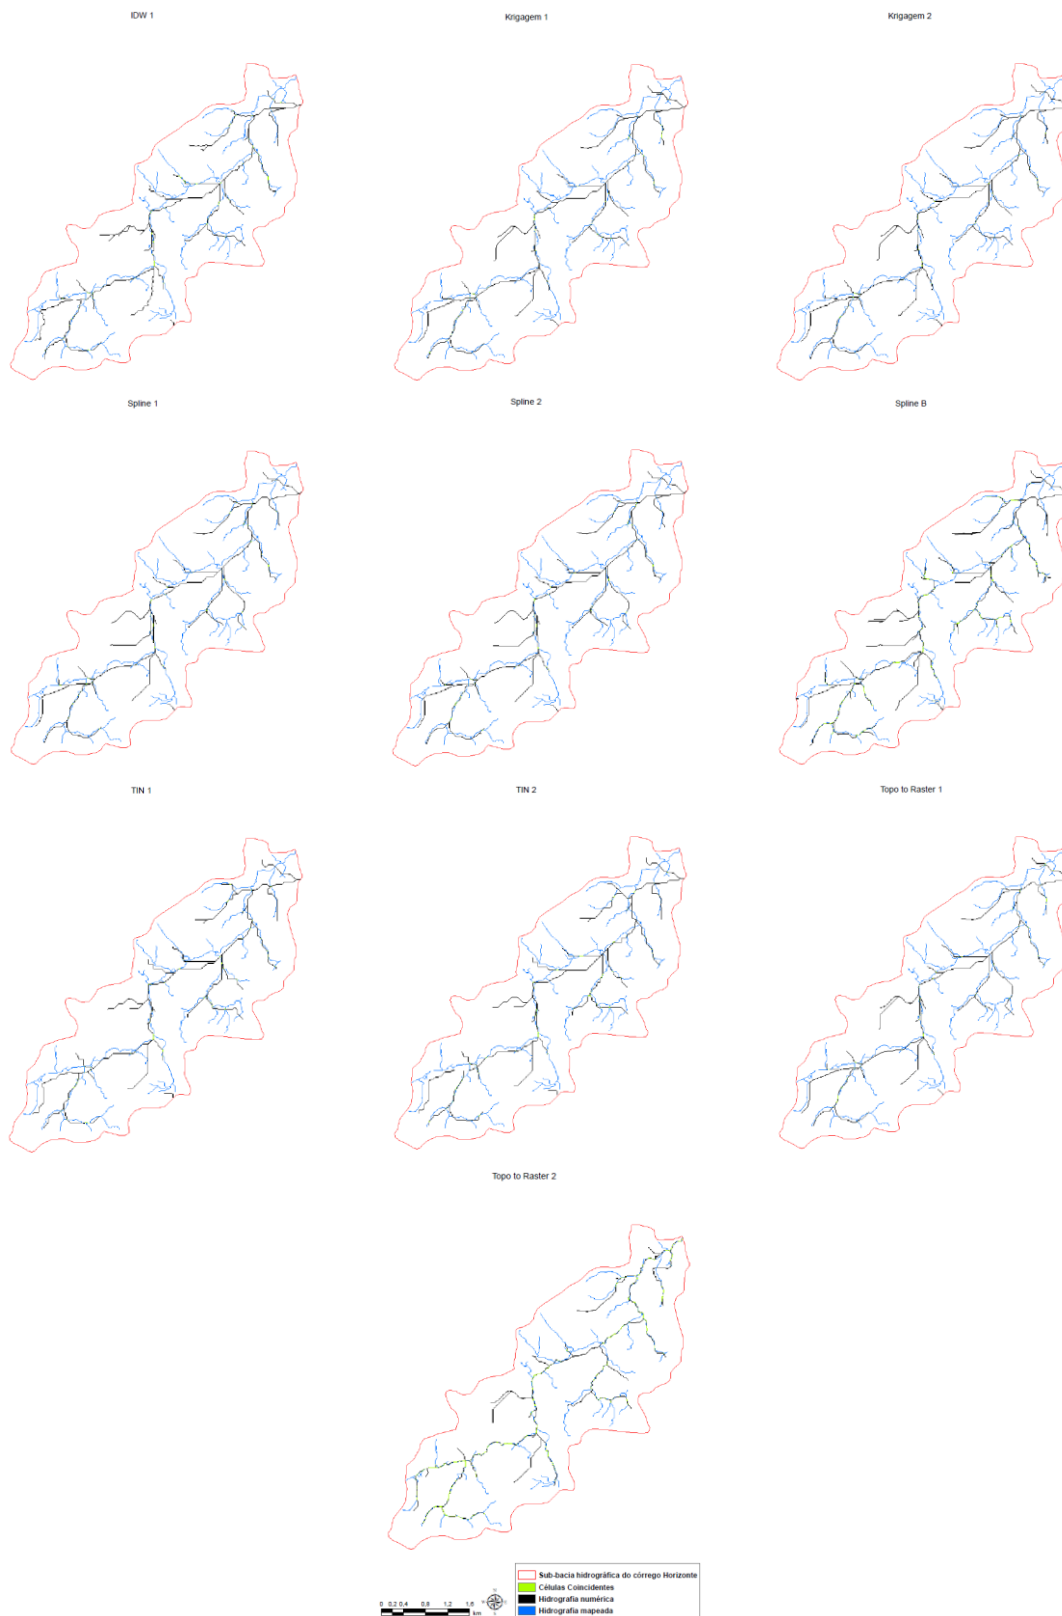 IDW 1
Krigagem 1
Krigagem 2
Spline 1
Spline 2
Spline B
TIN 1
TIN 2
Topo to Raster 1
Topo to Raster 2
Sub-bacia hidrográfica do córrego Horizonte
Células Coincidentes
Hidrografia numérica
Hidrografia mapeada
0 0,2 0,4 0,8 1,2 1,6
km